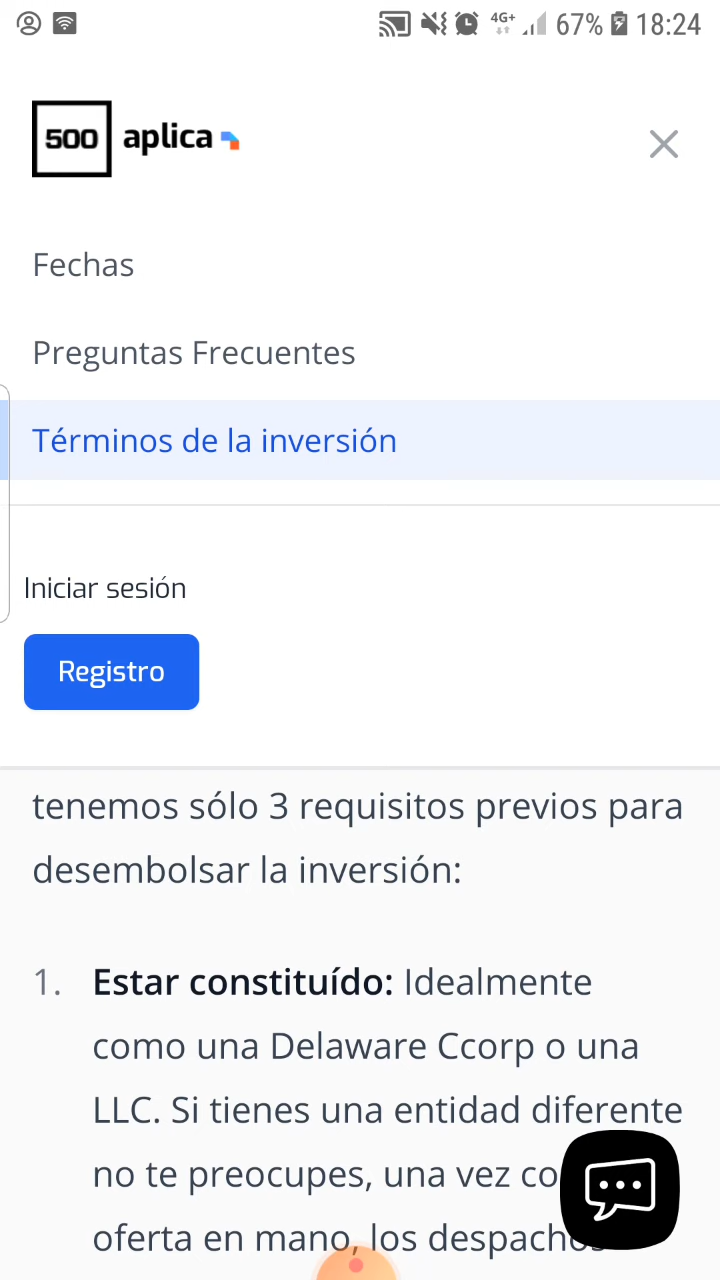 4G+ 67% 18:24
500 aplica
Fechas
Preguntas Frecuentes
Términos de la inversión
Iniciar sesión
Registro
tenemos sólo 3 requisitos previos para
desembolsar la inversión:
1. Estar constituído: Idealmente
como una Delaware Ccorp o una
LLC. Si tienes una entidad diferente
no te preocupes, una vez
oferta en mano, los